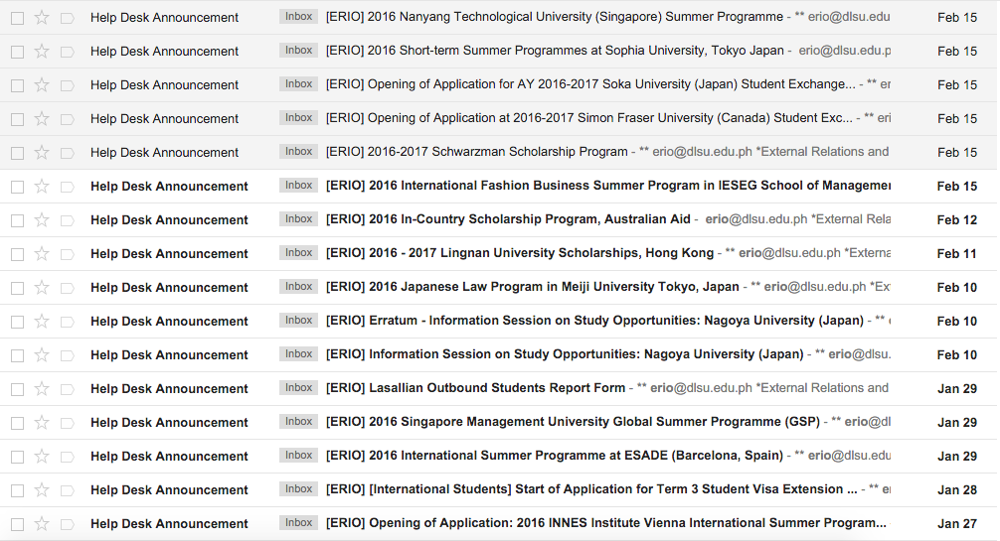 Help Desk Announcement Inbox [ERIO] 2016 Nanyang Technological University (Singapore) Summer Programme - ** erio@dlsu.edu Feb 15
Help Desk Announcement Inbox [ERIO] 2016 Short-term Summer Programmes at Sophia University, Tokyo Japan - erio@dlsu.edu.p Feb 15
Help Desk Announcement Inbox [ERIO] Opening of Application for AY 2016-2017 Soka University (Japan) Student Exchange... - ** er Feb 15
Help Desk Announcement Inbox [ERIO] Opening of Application at 2016-2017 Simon Fraser University (Canada) Student Exc... - ** eri Feb 15
Help Desk Announcement Inbox [ERIO] 2016-2017 Schwarzman Scholarship Program - ** erio@dlsu.edu.ph *External Relations and Feb 15
Help Desk Announcement Inbox [ERIO] 2016 International Fashion Business Summer Program in IESEG School of Managemer Feb 15
Help Desk Announcement Inbox [ERIO] 2016 In-Country Scholarship Program, Australian Aid - erio@dlsu.edu.ph *External Rela Feb 12
Help Desk Announcement Inbox [ERIO] 2016 - 2017 Lingnan University Scholarships, Hong Kong - ** erio@dlsu.edu.ph *Externa Feb 11
Help Desk Announcement Inbox [ERIO] 2016 Japanese Law Program in Meiji University Tokyo, Japan - ** erio@dlsu.edu.ph *Ex Feb 10
Help Desk Announcement Inbox [ERIO] Erratum - Information Session on Study Opportunities: Nagoya University (Japan) - ** Feb 10
Help Desk Announcement Inbox [ERIO] Information Session on Study Opportunities: Nagoya University (Japan) - ** erio@dlsu. Feb 10
Help Desk Announcement Inbox [ERIO] Lasallian Outbound Students Report Form - ** erio@dlsu.edu.ph *External Relations and Jan 29
Help Desk Announcement Inbox [ERIO] 2016 Singapore Management University Global Summer Programme (GSP) - ** erio@dl Jan 29
Help Desk Announcement Inbox [ERIO] 2016 International Summer Programme at ESADE (Barcelona, Spain) - ** erio@dlsu.edu Jan 29
Help Desk Announcement Inbox [ERIO] [International Students] Start of Application for Term 3 Student Visa Extension ... - ** e Jan 28
Help Desk Announcement Inbox [ERIO] Opening of Application: 2016 INNES Institute Vienna International Summer Program... Jan 27